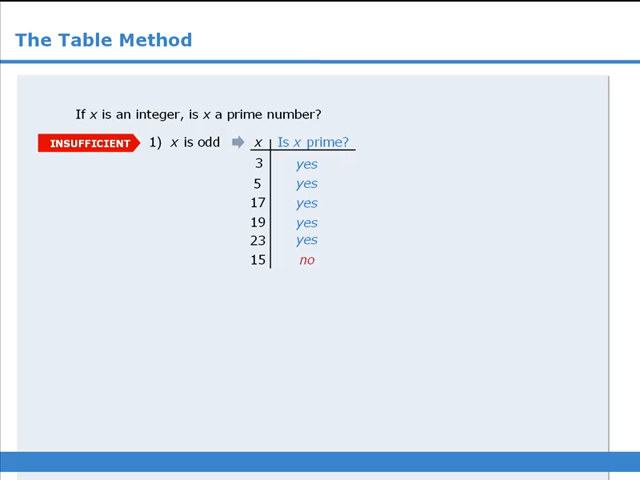 The Table Method
If x is an integer, is x a prime number?
INSUFFICIENT 1) x is odd x Is x prime?
3 yes
5 yes
17 yes
19 yes
23 yes
15 no